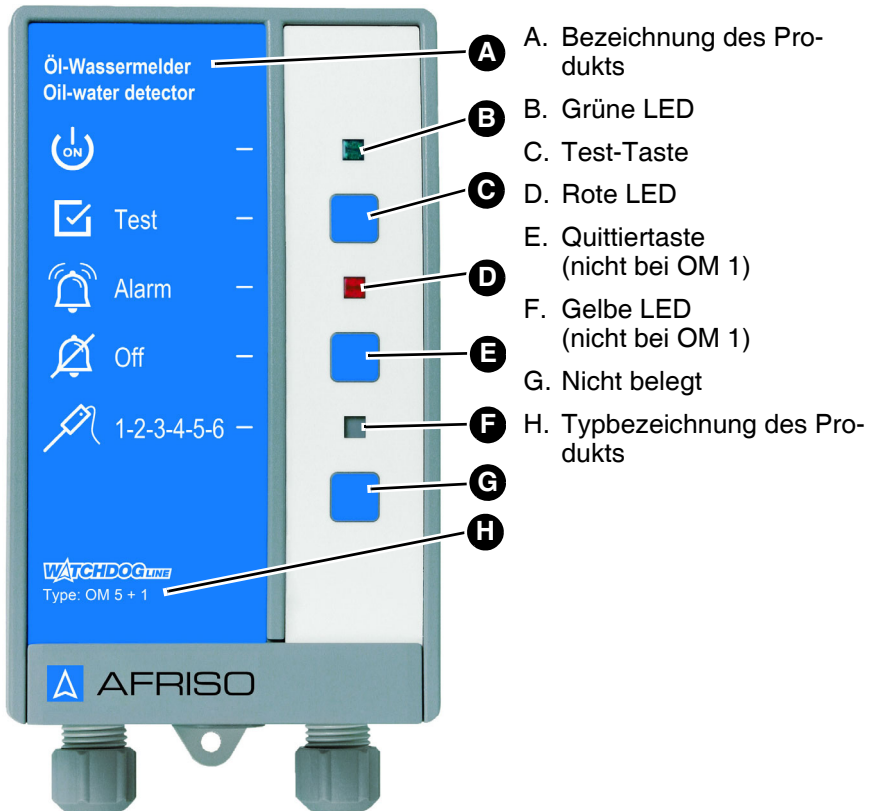 Öl-Wassermelder
Oil-water detector
ON
Test
Alarm
Off
1-2-3-4-5-6
WATCHDOG LINE
Type: OM 5 + 1
AFRISO
A
B
C
D
E
F
G
H
A. Bezeichnung des Pro-
dukts
B. Grüne LED
C. Test-Taste
D. Rote LED
E. Quittiertaste
(nicht bei OM 1)
F. Gelbe LED
(nicht bei OM 1)
G. Nicht belegt
H. Typbezeichnung des Pro-
dukts